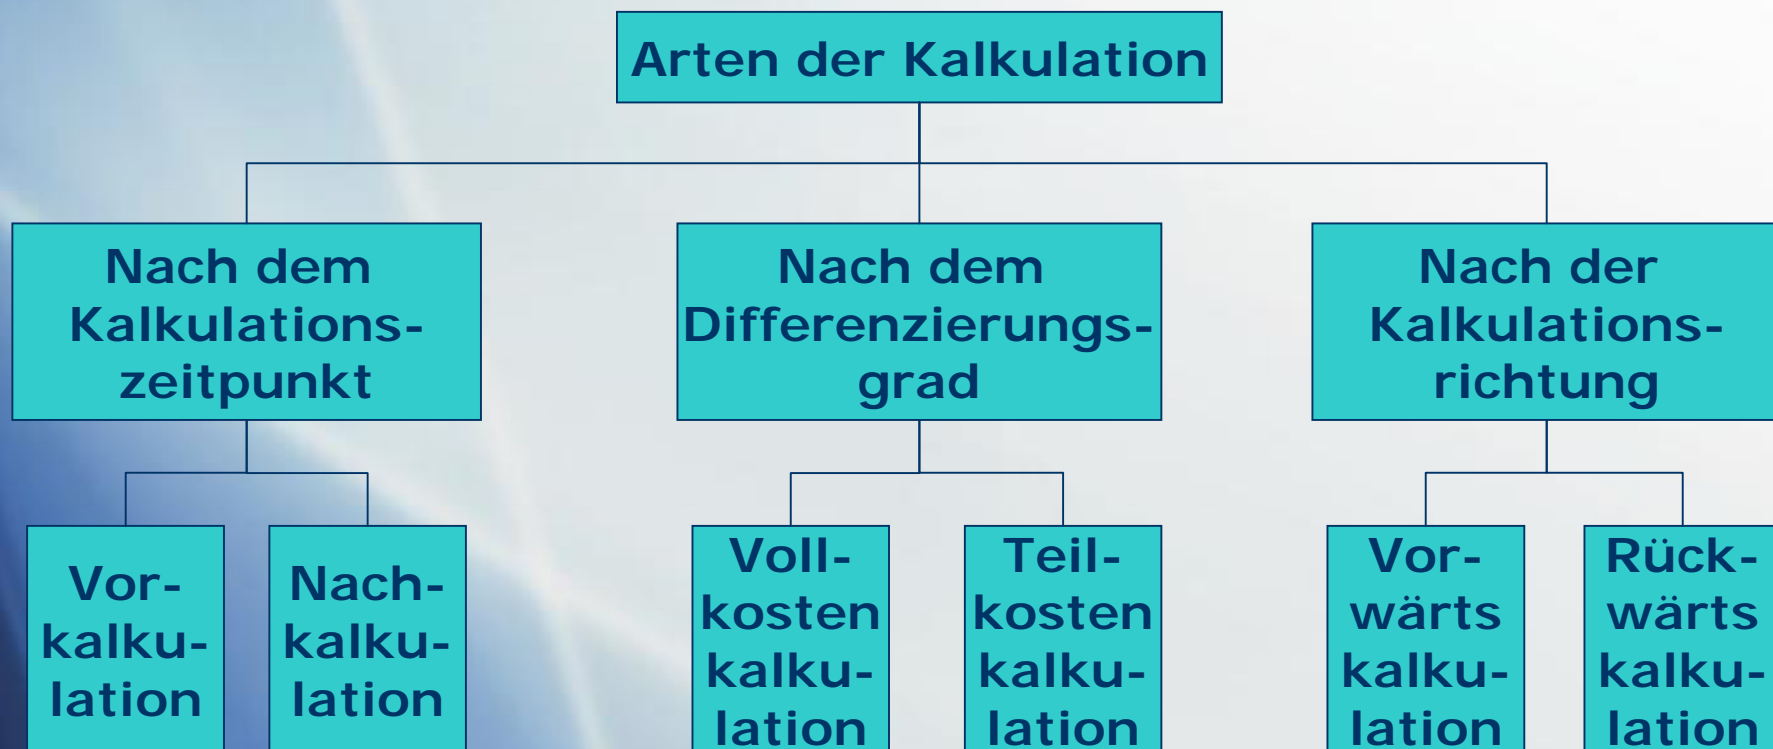 Arten der Kalkulation
Nach dem
Kalkulations-
zeitpunkt
Nach dem
Differenzierungs-
grad
Nach der
Kalkulations-
richtung
Vor-
kalku-
lation
Nach-
kalku-
lation
Voll-
kosten
kalku-
lation
Teil-
kosten
kalku-
lation
Vor-
wärts
kalku-
lation
Rück-
wärts
kalku-
lation